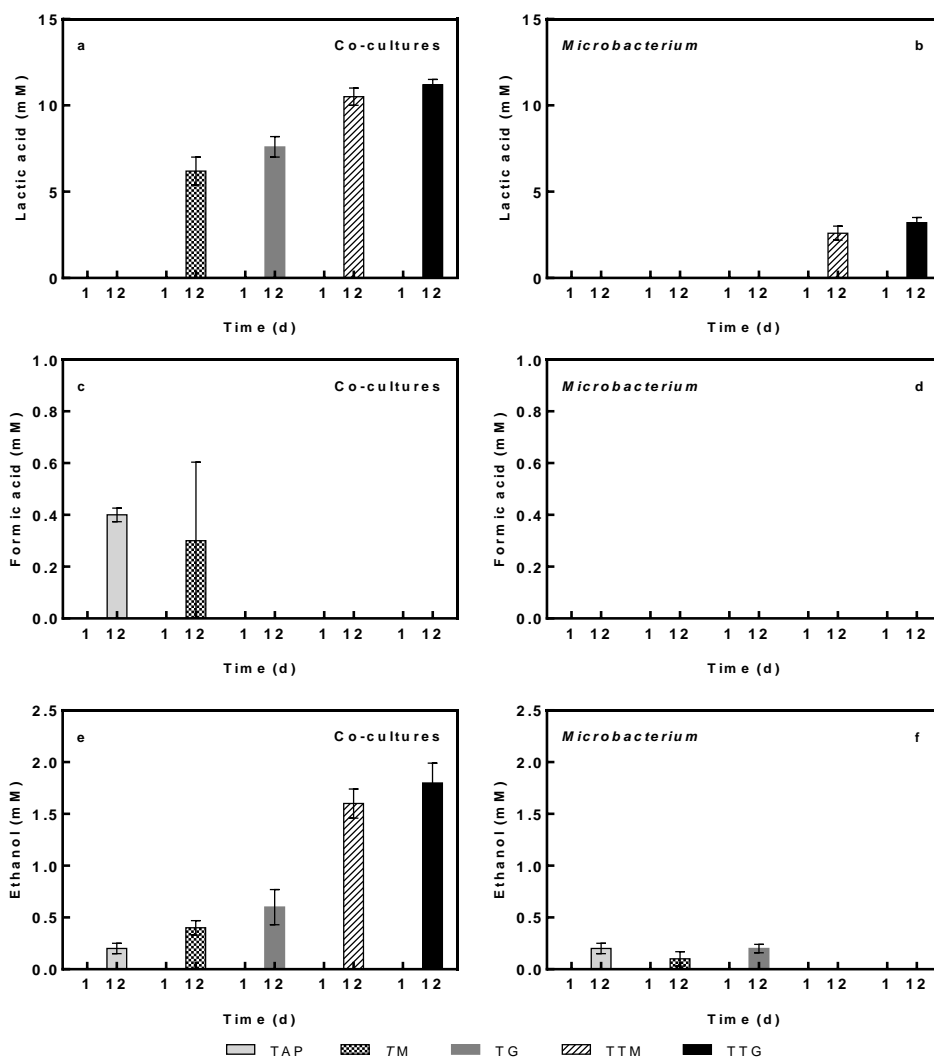 a Co-cultures
Lactic acid (mM)
15
10
5
0
1 12 1 12 1 12 1 12 1 12
Time (d)
Microbacterium b
Lactic acid (mM)
15
10
5
0
1 12 1 12 1 12 1 12 1 12
Time (d)
c Co-cultures
Formic acid (mM)
1.0
0.8
0.6
0.4
0.2
0.0
1 12 1 12 1 12 1 12 1 12
Time (d)
Microbacterium d
Formic acid (mM)
1.0
0.8
0.6
0.4
0.2
0.0
1 12 1 12 1 12 1 12 1 12
Time (d)
e Co-cultures
Ethanol (mM)
2.5
2.0
1.5
1.0
0.5
0.0
1 12 1 12 1 12 1 12 1 12
Time (d)
Microbacterium f
Ethanol (mM)
2.5
2.0
1.5
1.0
0.5
0.0
1 12 1 12 1 12 1 12 1 12
Time (d)
TAP TM TG TTM TTG